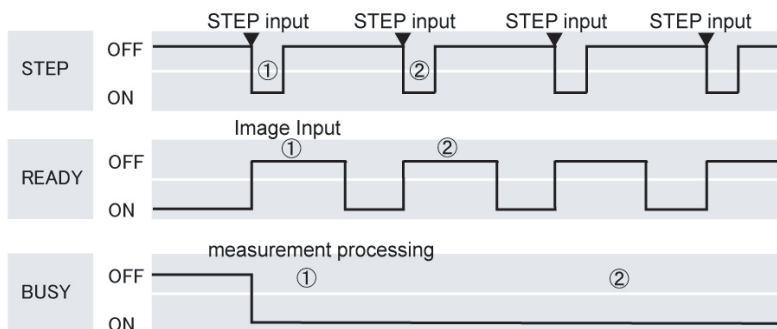 STEP input STEP input STEP input STEP input
OFF
STEP
① ②
ON
Image Input
① ②
OFF
READY
ON
measurement processing
OFF
① ②
BUSY
ON